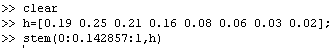 >> clear
>> h=[0.19 0.25 0.21 0.16 0.08 0.06 0.03 0.02];
>> stem(0:0.142857:1,h)